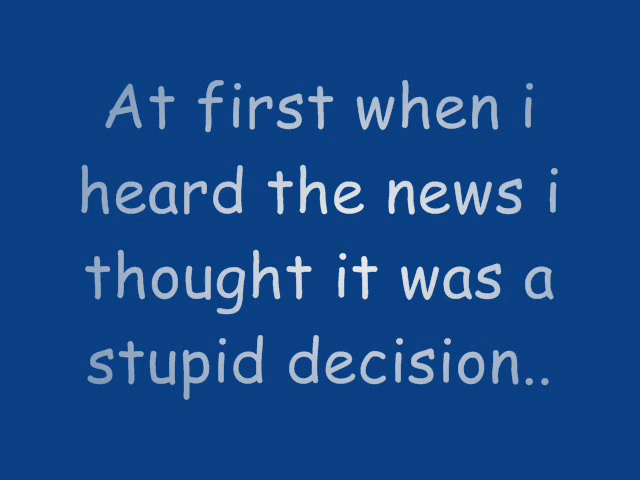 At first when i
heard the news i
thought it was a
stupid decision..